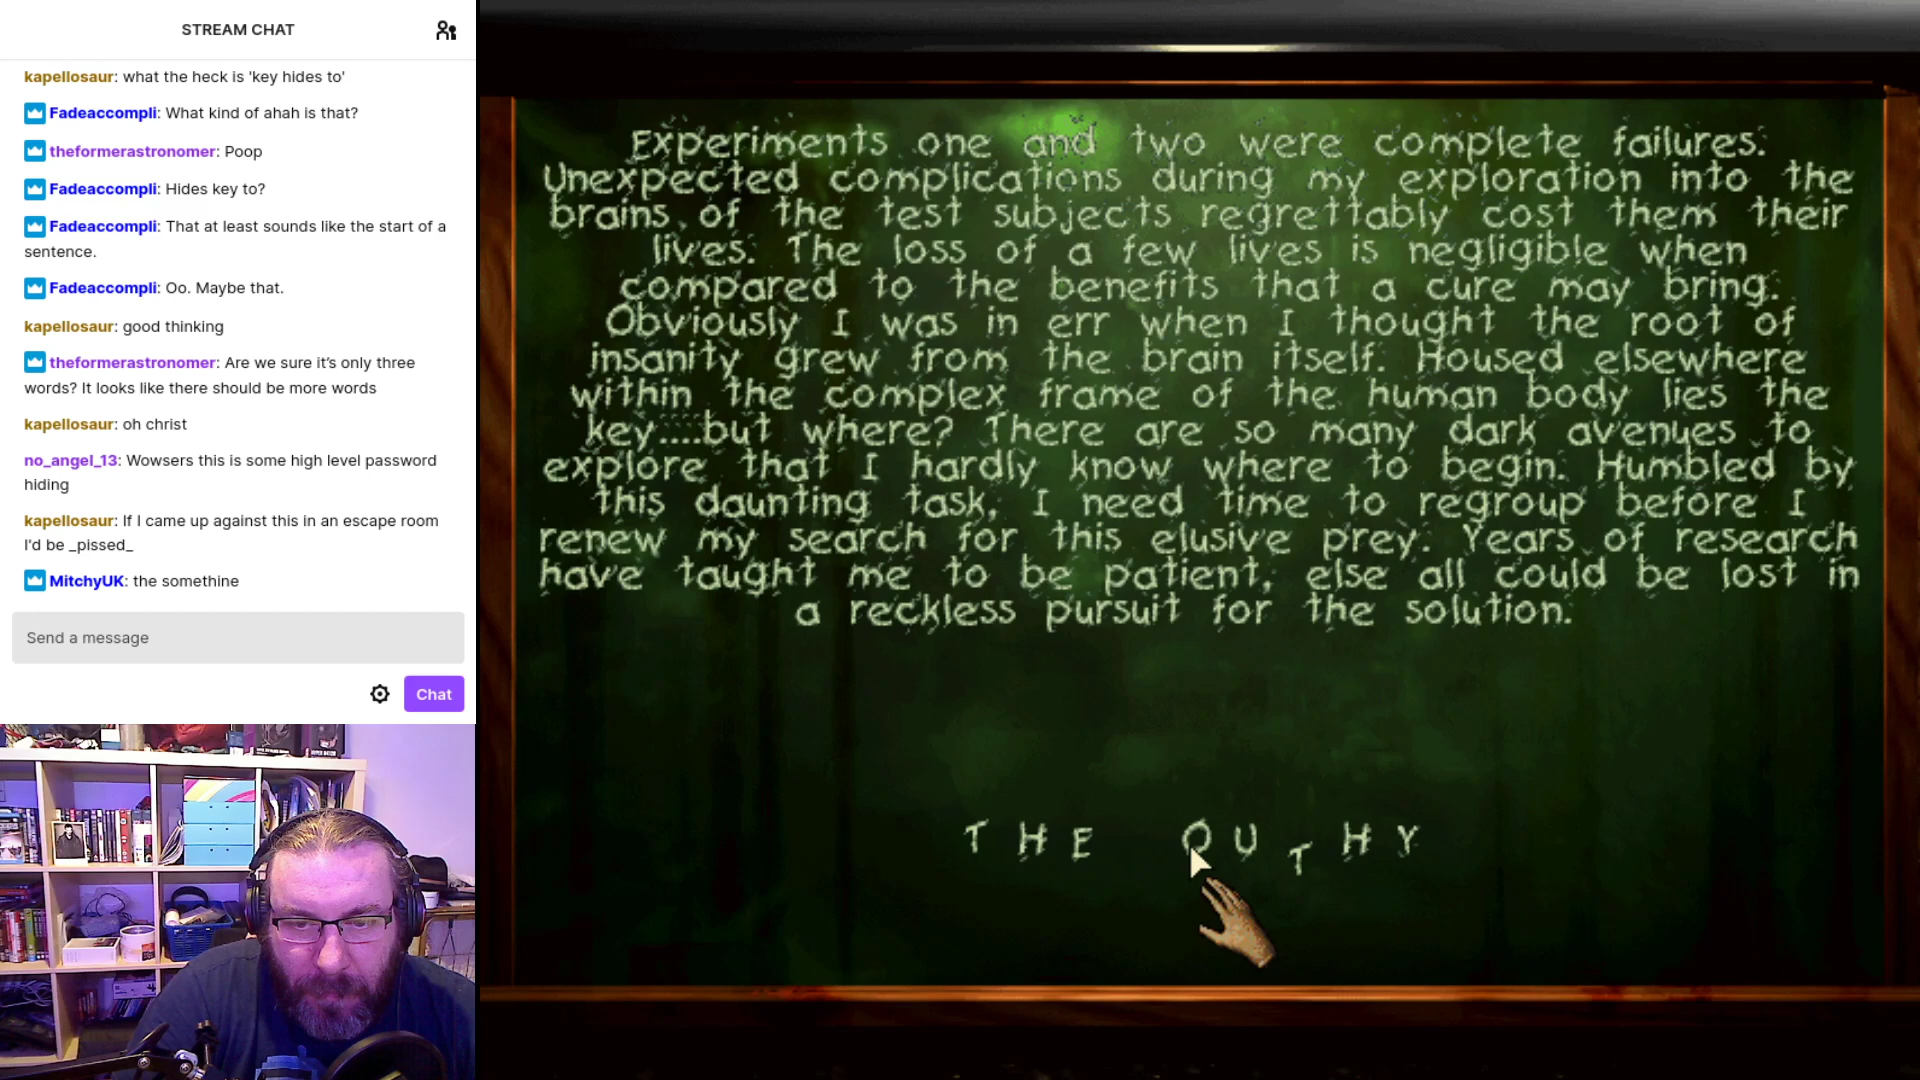 STREAM CHAT
kapellosaur: what the heck is 'key hides to'
Fadeaccompli: What kind of ahah is that?
theformerastronomer: Poop
Fadeaccompli: Hides key to?
Fadeaccompli: That at least sounds like the start of a
sentence.
Fadeaccompli: Oo. Maybe that.
kapellosaur: good thinking
theformerastronomer: Are we sure it’s only three
words? It looks like there should be more words
kapellosaur: oh christ
no_angel_13: Wowsers this is some high level password
hiding
kapellosaur: If I came up against this in an escape room
I'd be _pissed_
MitchyUK: the somethine
Send a message
Chat
Experiments one and two were complete failures.
Unexpected complications during my exploration into the
brains of the test subjects regrettably cost them their
lives. The loss of a few lives is negligible when
compared to the benefits that a cure may bring.
Obviously I was in err when I thought the root of
insanity grew from the brain itself. Housed elsewhere
within the complex frame of the human body lies the
key....but where? There are so many dark avenues to
explore that I hardly know where to begin. Humbled by
this daunting task, I need time to regroup before I
renew my search for this elusive prey. Years of research
have taught me to be patient, else all could be lost in
a reckless pursuit for the solution.
THE OUTHY